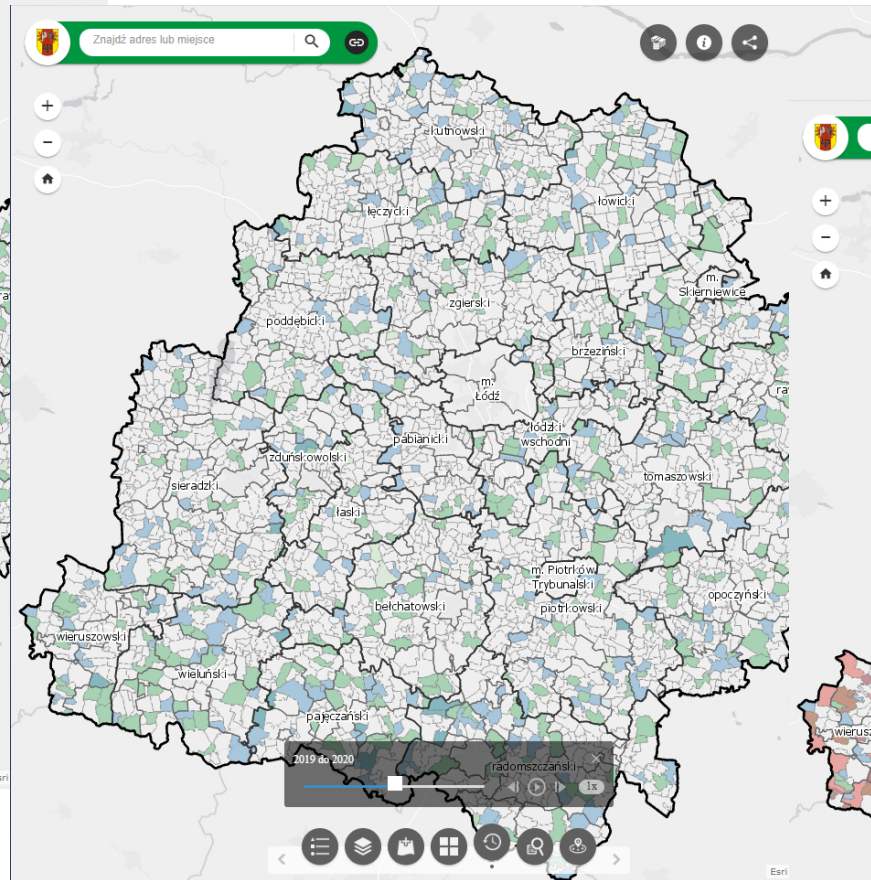 Znajdź adres lub miejsce
kutnowski
łowicki
łęczycki
m.
Skierniewice
zgierski
poddębicki
brzeziński
m.
Łódź
łódzki
wschodni
pabianicki
zduńskowolski
tomaszowski
sieradzki
łaski
m. Piotrków
Trybunalski
opoczyński
bełchatowski
piotrkowski
wieruszowski
wieluński
pajęczański
2019 do 2020
radomszczański
1x
Esri